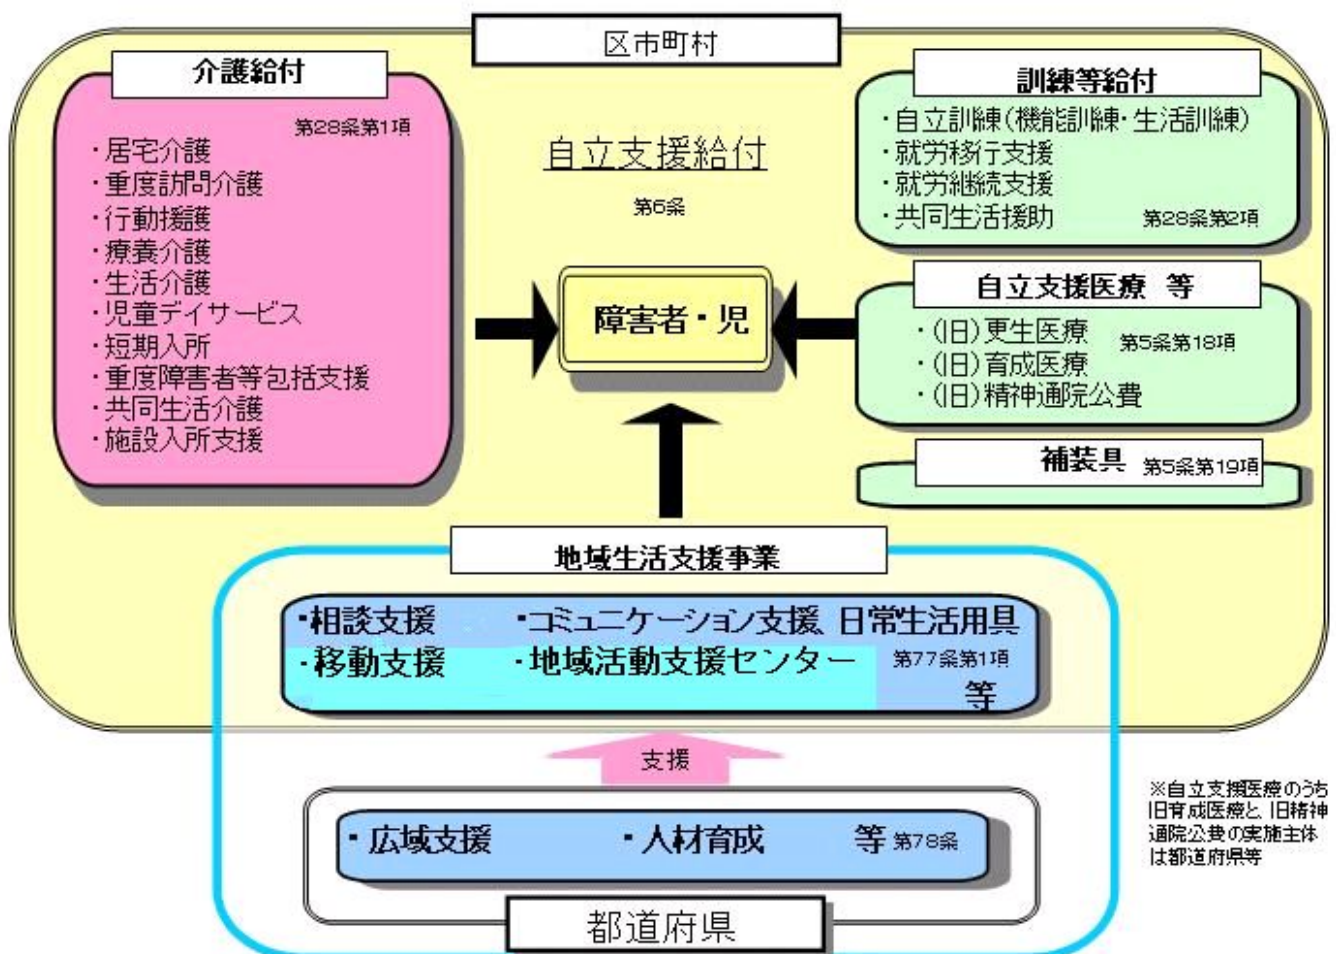 区市町村
介護給付
第28条第1項
・居宅介護
・重度訪問介護
・行動援護
・療養介護
・生活介護
・児童デイサービス
・短期入所
・重度障害者等包括支援
・共同生活介護
・施設入所支援
自立支援給付
第6条
障害者・児
訓練等給付
・自立訓練(機能訓練・生活訓練)
・就労移行支援
・就労継続支援
・共同生活援助 第28条第2項
自立支援医療 等
・(旧)更生医療 第5条第18項
・(旧)育成医療
・(旧)精神通院公費
補装具 第5条第19項
地域生活支援事業
・相談支援 ・コミュニケーション支援、日常生活用具
・移動支援 ・地域活動支援センター 第77条第1項
等
支援
・広域支援 ・人材育成 等 第78条
都道府県
※自立支援医療のうち
旧育成医療と、旧精神
通院公費の実施主体
は都道府県等